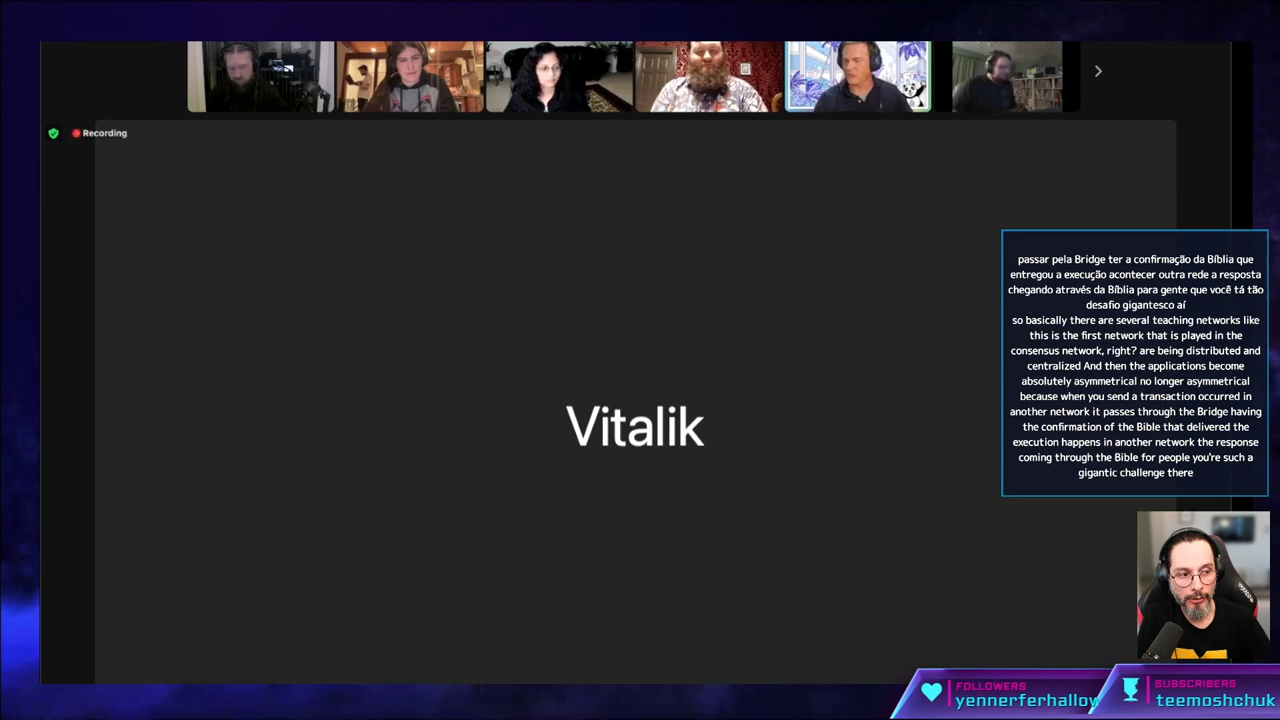 Recording
Vitalik
passar pela Bridge ter a confirmação da Bíblia que
entregou a execução acontecer outra rede a resposta
chegando através da Bíblia para gente que você tá tão
desafio gigantesco aí
so basically there are several teaching networks like
this is the first network that is played in the
consensus network, right? are being distributed and
centralized And then the applications become
absolutely asymmetrical no longer asymmetrical
because when you send a transaction occurred in
another network it passes through the Bridge having
the confirmation of the Bible that delivered the
execution happens in another network the response
coming through the Bible for people you're such a
gigantic challenge there
FOLLOWERS
yennerferhallow
SUBSCRIBERS
teemoshchuk